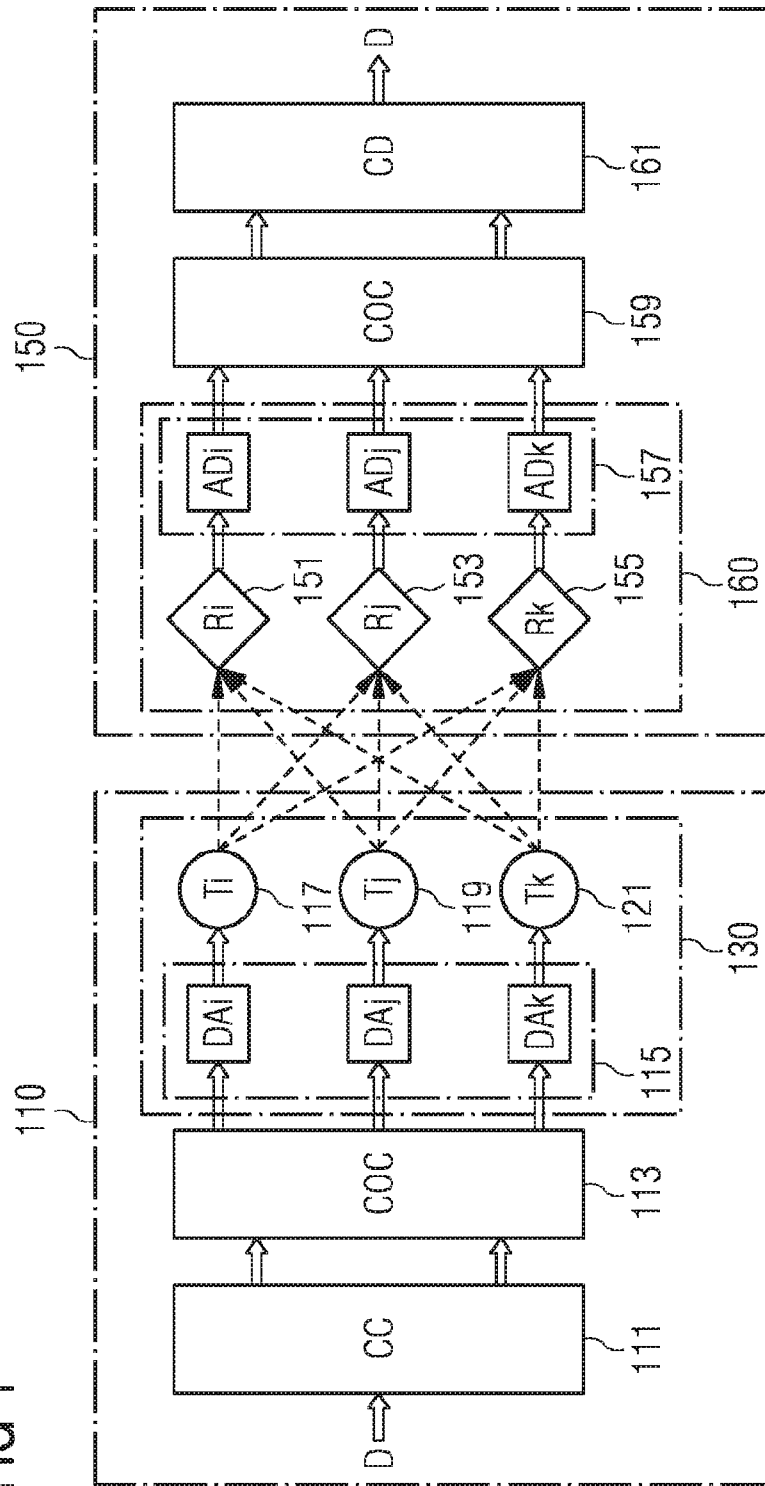 110
150
D
CC
COC
DAi
DAj
DAk
Ti
Tj
Tk
Ri
Rj
Rk
ADi
ADj
ADk
COC
CD
D
111
113
115
117
119
121
130
151
153
155
157
160
159
161